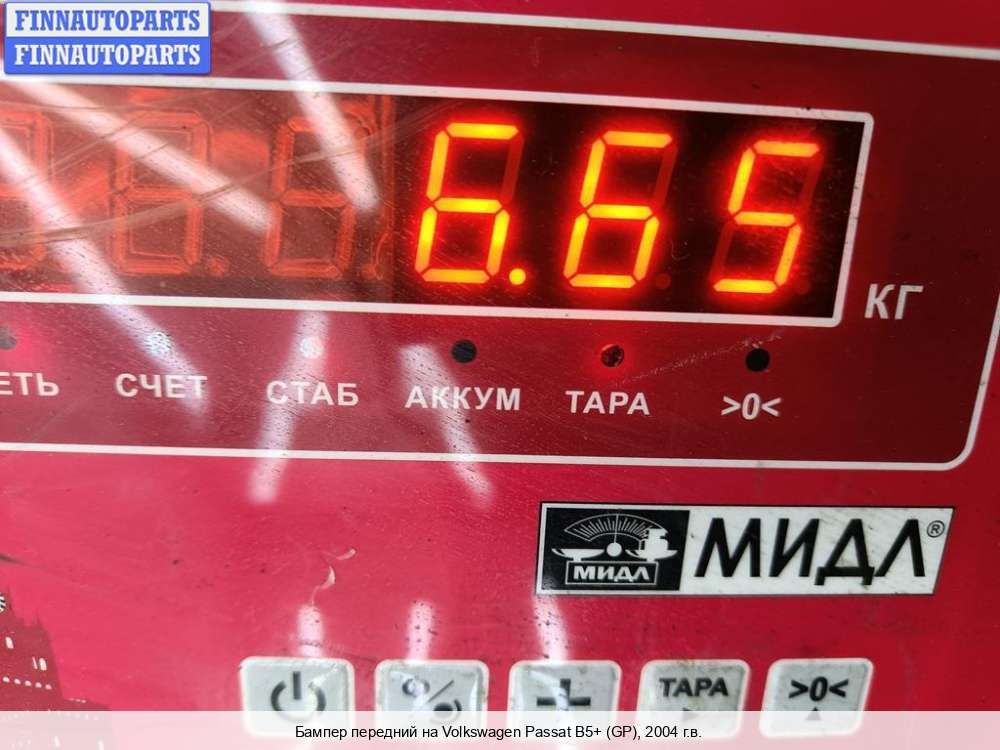 FINNAUTOPARTS
FINNAUTOPARTS
6.65
КГ
ЕТЬ СЧЕТ СТАБ АККУМ ТАРА >0<
МИДЛ МИДЛ®
% + ТАРА >0<
Бампер передний на Volkswagen Passat B5+ (GP), 2004 г.в.